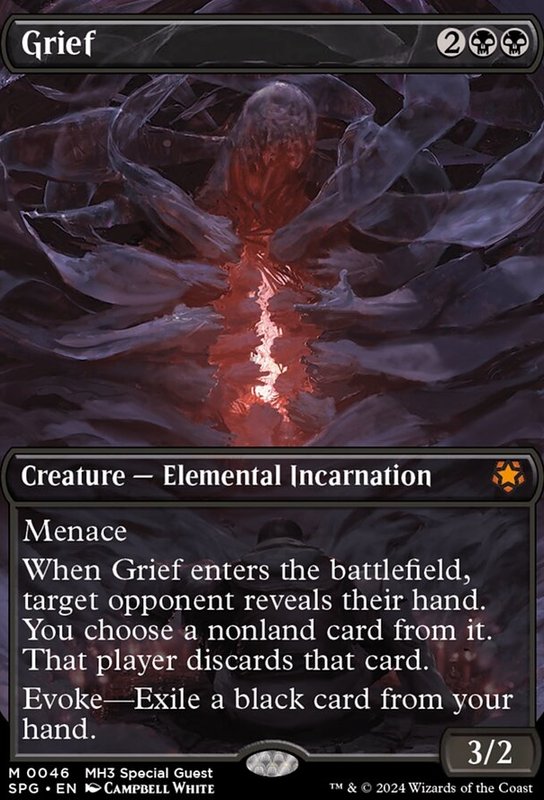 Grief 2
Creature — Elemental Incarnation
Menace
When Grief enters the battlefield,
target opponent reveals their hand.
You choose a nonland card from it.
That player discards that card.
Evoke—Exile a black card from your
hand.
3/2
M 0046 MH3 Special Guest
SPG • EN Campbell White
™ & © 2024 Wizards of the Coast